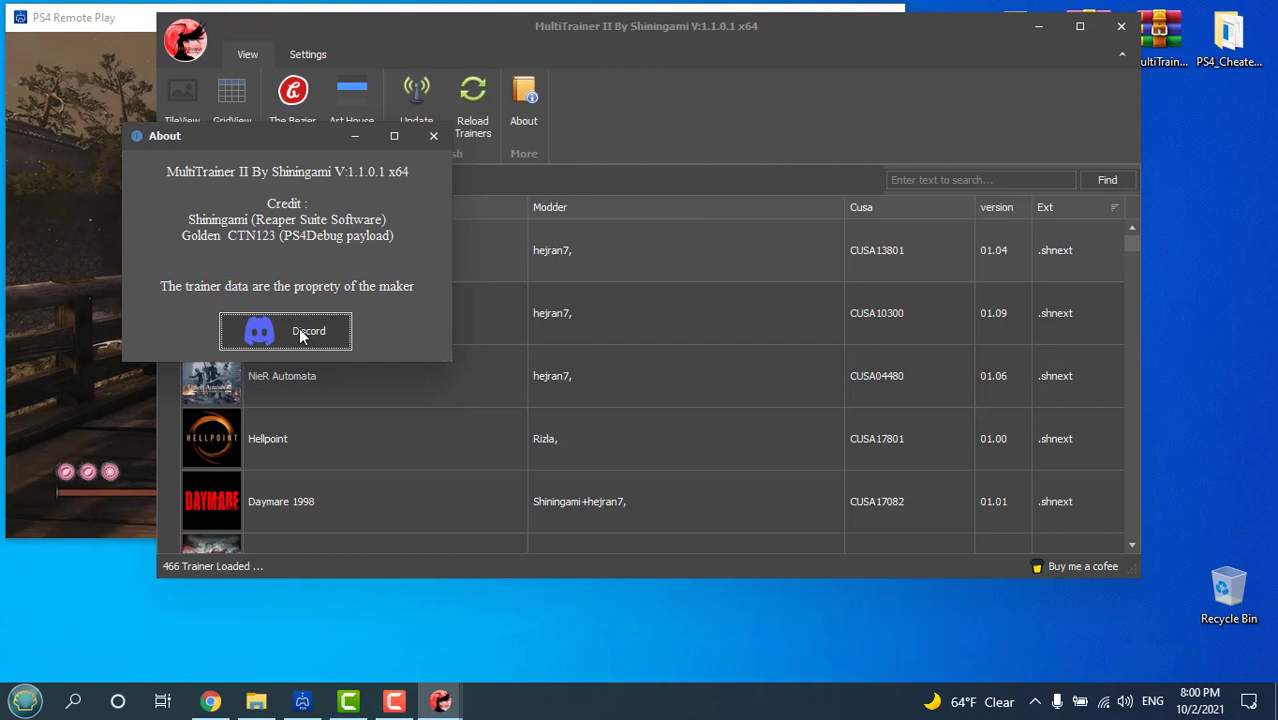 PS4 Remote Play
MultiTrainer II By Shiningami V:1.1.0.1 x64
MultiTrain...
PS4_Cheate...
View
Settings
TileView
GridView
The Bezier
Art House
Update
Reload
Trainers
About
More
About
MultiTrainer II By Shiningami V:1.1.0.1 x64
Credit :
Shiningami (Reaper Suite Software)
Golden CTN123 (PS4Debug payload)
The trainer data are the proprety of the maker
Discord
Enter text to search...
Find
Modder
Cusa
version
Ext
hejran7,
CUSA13801
01.04
.shnext
hejran7,
CUSA10300
01.09
.shnext
NieR Automata
hejran7,
CUSA04480
01.06
.shnext
HELLPOINT
Hellpoint
Rizla,
CUSA17801
01.00
.shnext
DAYMARE
Daymare 1998
Shiningami+hejran7,
CUSA17082
01.01
.shnext
466 Trainer Loaded ...
Buy me a cofee
Recycle Bin
64°F Clear
ENG
8:00 PM
10/2/2021